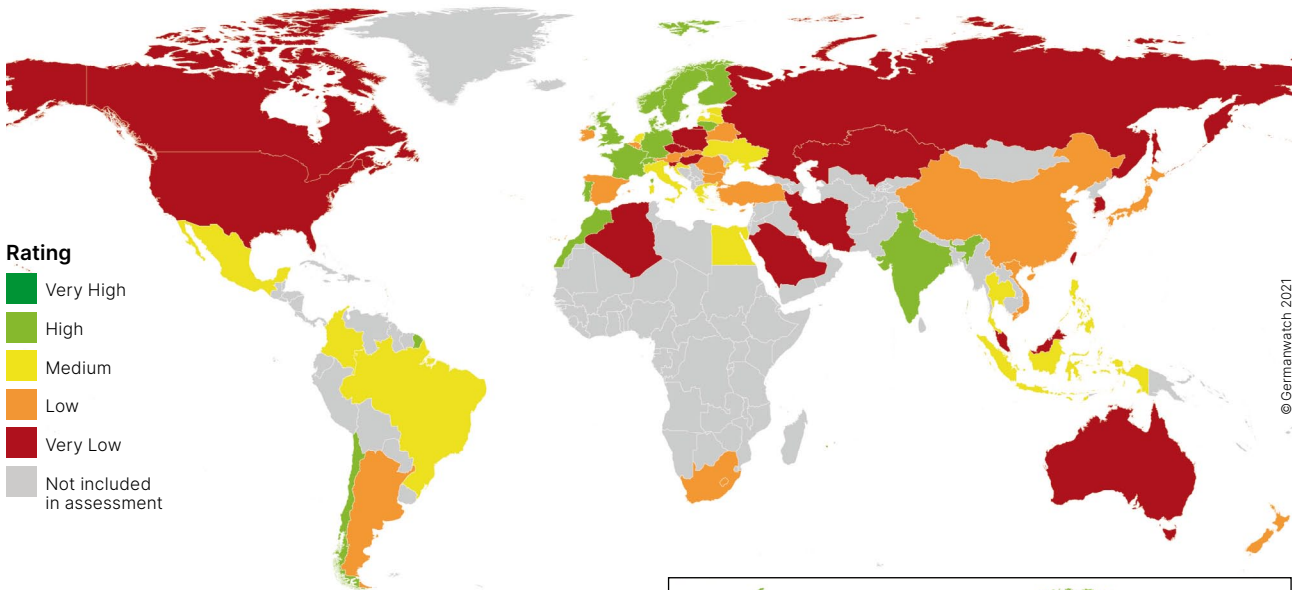 Rating
Very High
High
Medium
Low
Very Low
Not included
in assessment
©Germanwatch 2021